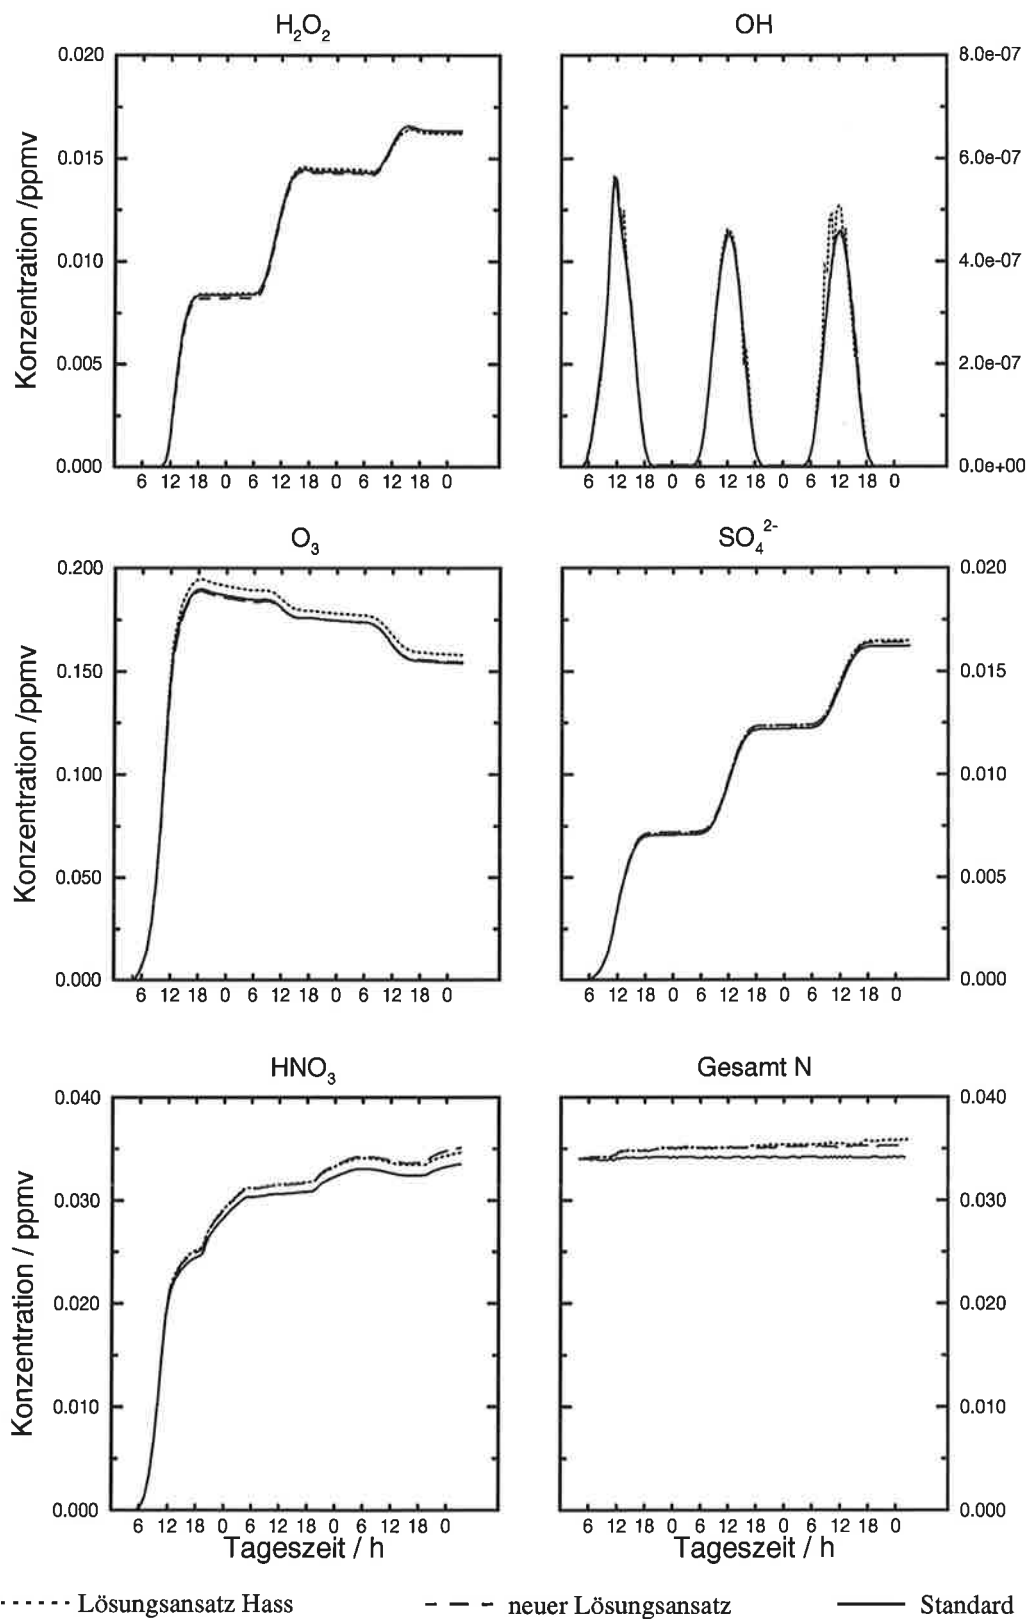 H₂O₂
OH
0.020
0.015
0.010
0.005
0.000
Konzentration /ppmv
8.0e-07
6.0e-07
4.0e-07
2.0e-07
0.0e+00
6 12 18 0 6 12 18 0 6 12 18 0
6 12 18 0 6 12 18 0 6 12 18 0
O₃
SO₄²⁻
0.200
0.150
0.100
0.050
0.000
Konzentration /ppmv
0.020
0.015
0.010
0.005
0.000
6 12 18 0 6 12 18 0 6 12 18 0
6 12 18 0 6 12 18 0 6 12 18 0
HNO₃
Gesamt N
0.040
0.030
0.020
0.010
0.000
Konzentration / ppmv
0.040
0.030
0.020
0.010
0.000
6 12 18 0 6 12 18 0 6 12 18 0
6 12 18 0 6 12 18 0 6 12 18 0
Tageszeit / h
Tageszeit / h
Lösungsansatz Hass
neuer Lösungsansatz
Standard